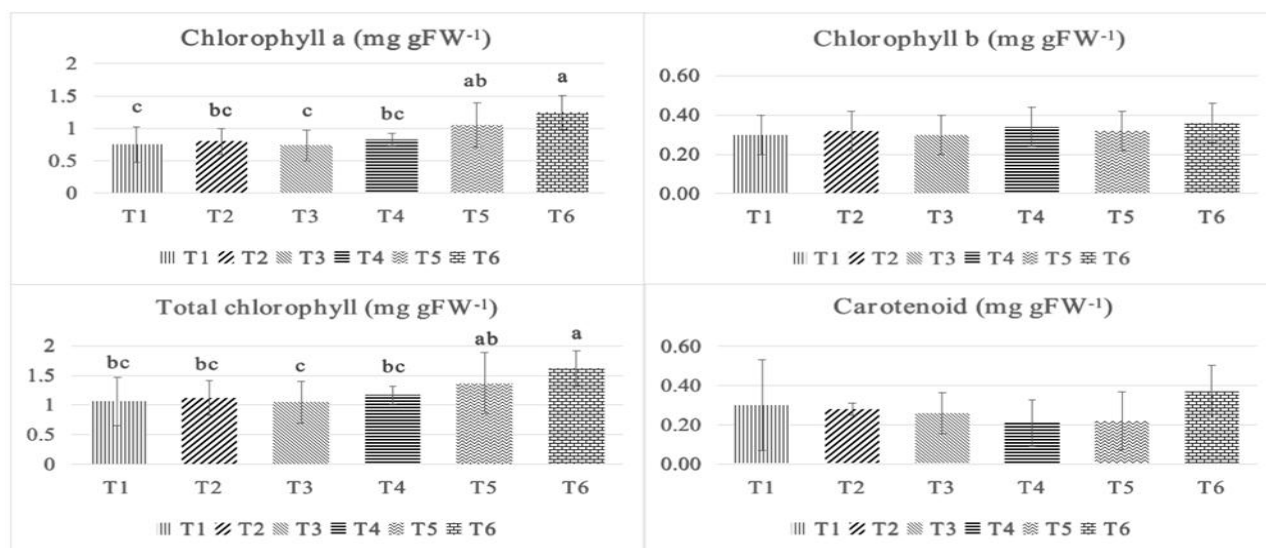 Chlorophyll a (mg gFW⁻¹)
2
1.5
1
0.5
0
c bc c bc ab a
T1 T2 T3 T4 T5 T6
T1 T2 T3 T4 T5 T6
Chlorophyll b (mg gFW⁻¹)
0.60
0.40
0.20
0.00
T1 T2 T3 T4 T5 T6
T1 T2 T3 T4 T5 T6
Total chlorophyll (mg gFW⁻¹)
2
1.5
1
0.5
0
bc bc c bc ab a
T1 T2 T3 T4 T5 T6
T1 T2 T3 T4 T5 T6
Carotenoid (mg gFW⁻¹)
0.60
0.40
0.20
0.00
T1 T2 T3 T4 T5 T6
T1 T2 T3 T4 T5 T6